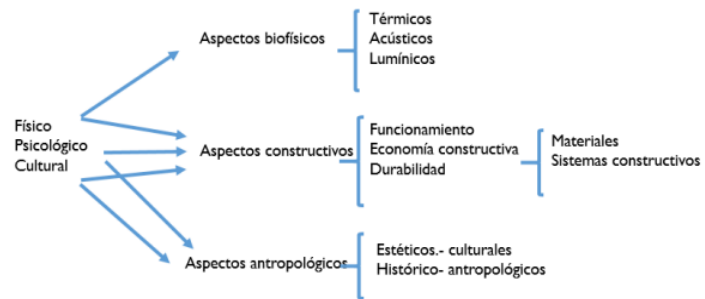 Físico
Psicológico
Cultural
Aspectos biofísicos
Térmicos
Acústicos
Lumínicos
Aspectos constructivos
Funcionamiento
Economía constructiva
Durabilidad
Materiales
Sistemas constructivos
Aspectos antropológicos
Estéticos.- culturales
Histórico- antropológicos